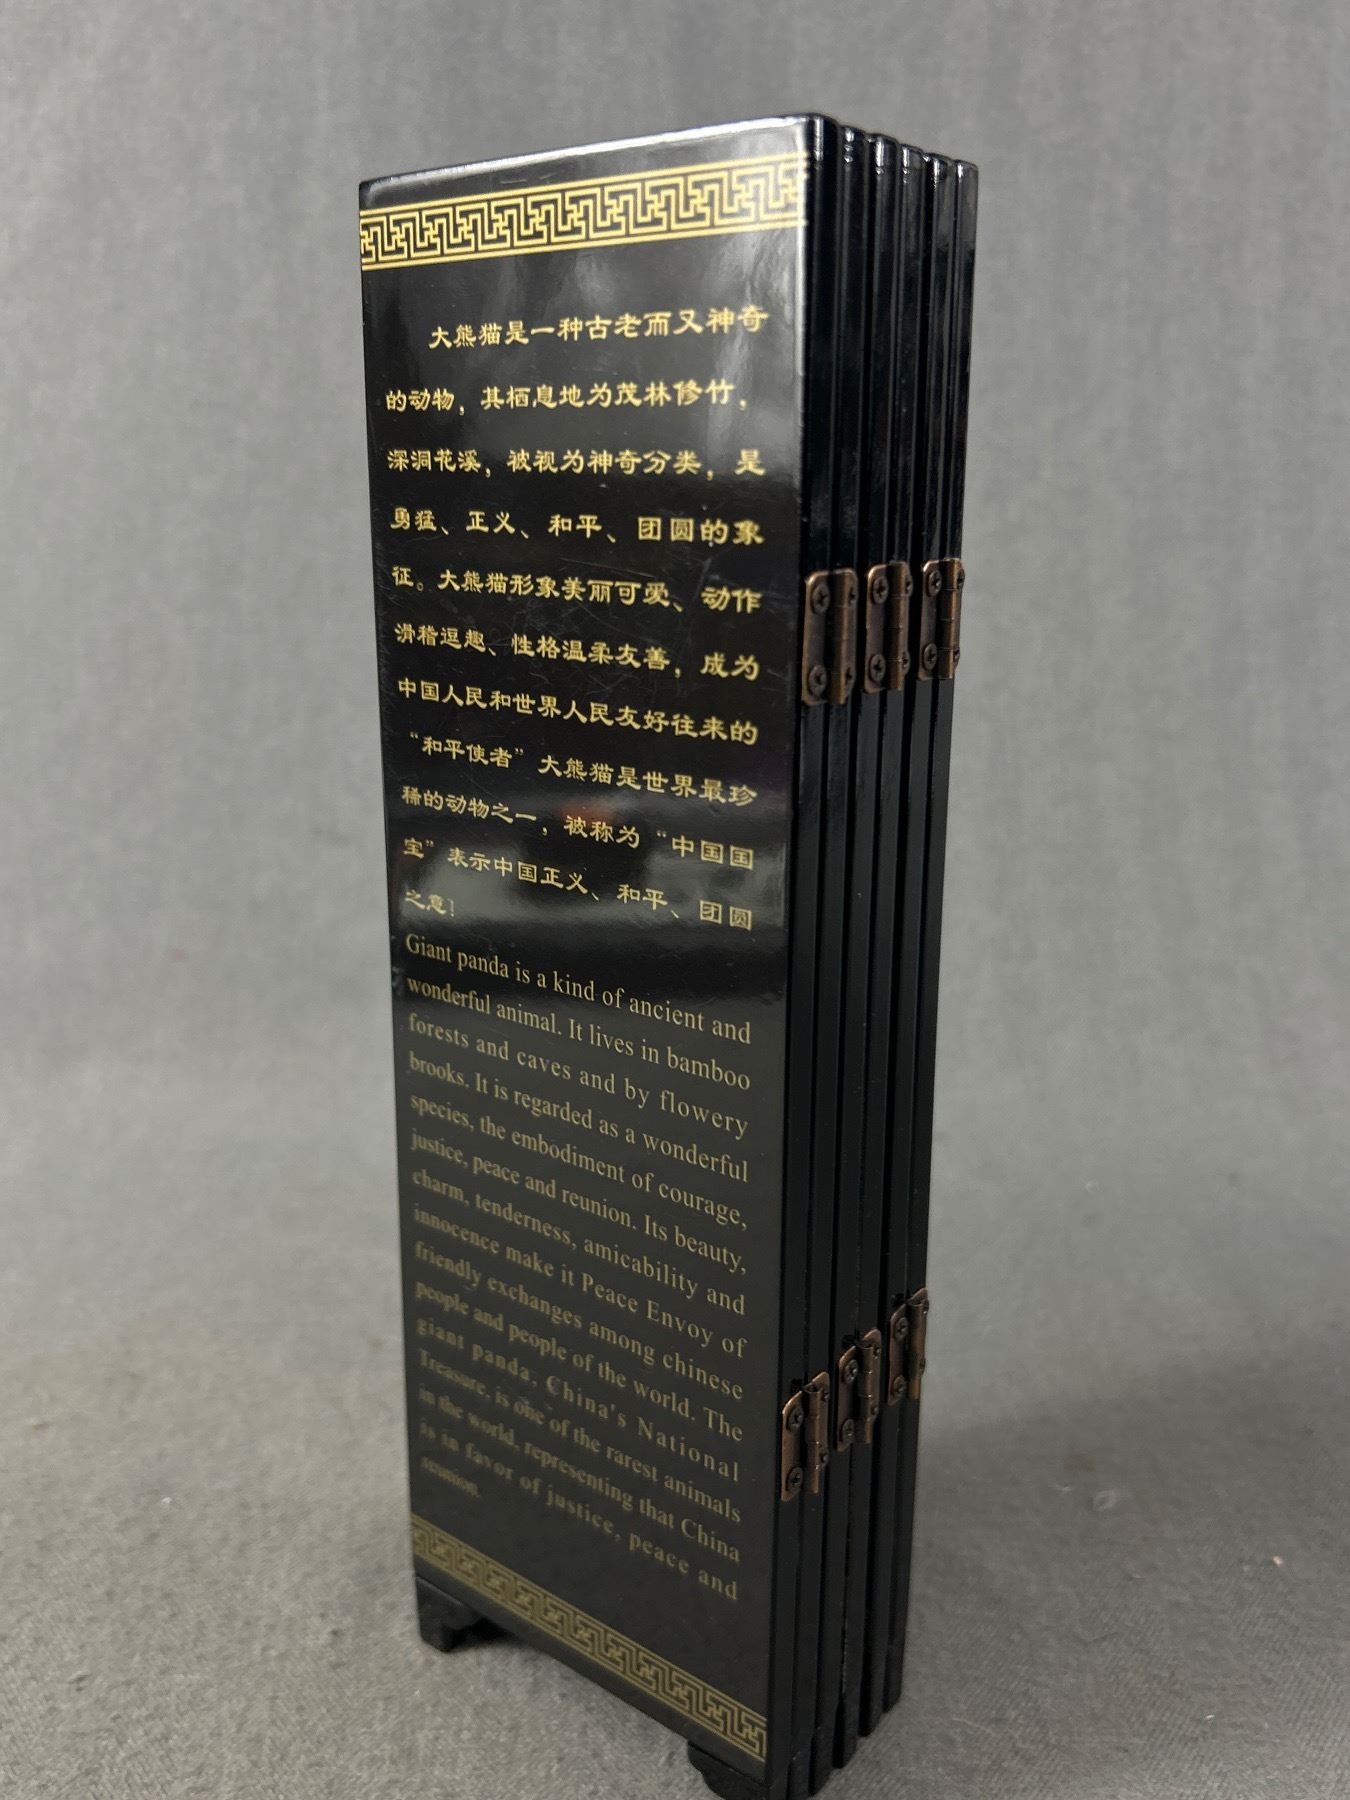 大熊猫是一种古老而又神奇
的动物，其栖息地为茂林修竹，
深洞花溪，被视为神奇分类，是
勇猛、正义、和平、团圆的象
征。大熊猫形象美丽可爱、动作
滑稽逗趣、性格温柔友善，成为
中国人民和世界人民友好往来的
“和平使者”大熊猫是世界最珍
稀的动物之一，被称为“中国国
宝”表示中国正义、和平、团圆
之意！
Giant panda is a kind of ancient and
wonderful animal. It lives in bamboo
forests and caves and by flowery
brooks. It is regarded as a wonderful
species, the embodiment of courage,
justice, peace and reunion. Its beauty,
charm, tenderness, amicability and
innocence make it Peace Envoy of
friendly exchanges among chinese
people and people of the world. The
giant panda, China's National
Treasure, is one of the rarest animals
in the world, representing that China
is in favor of justice, peace and
reunion.